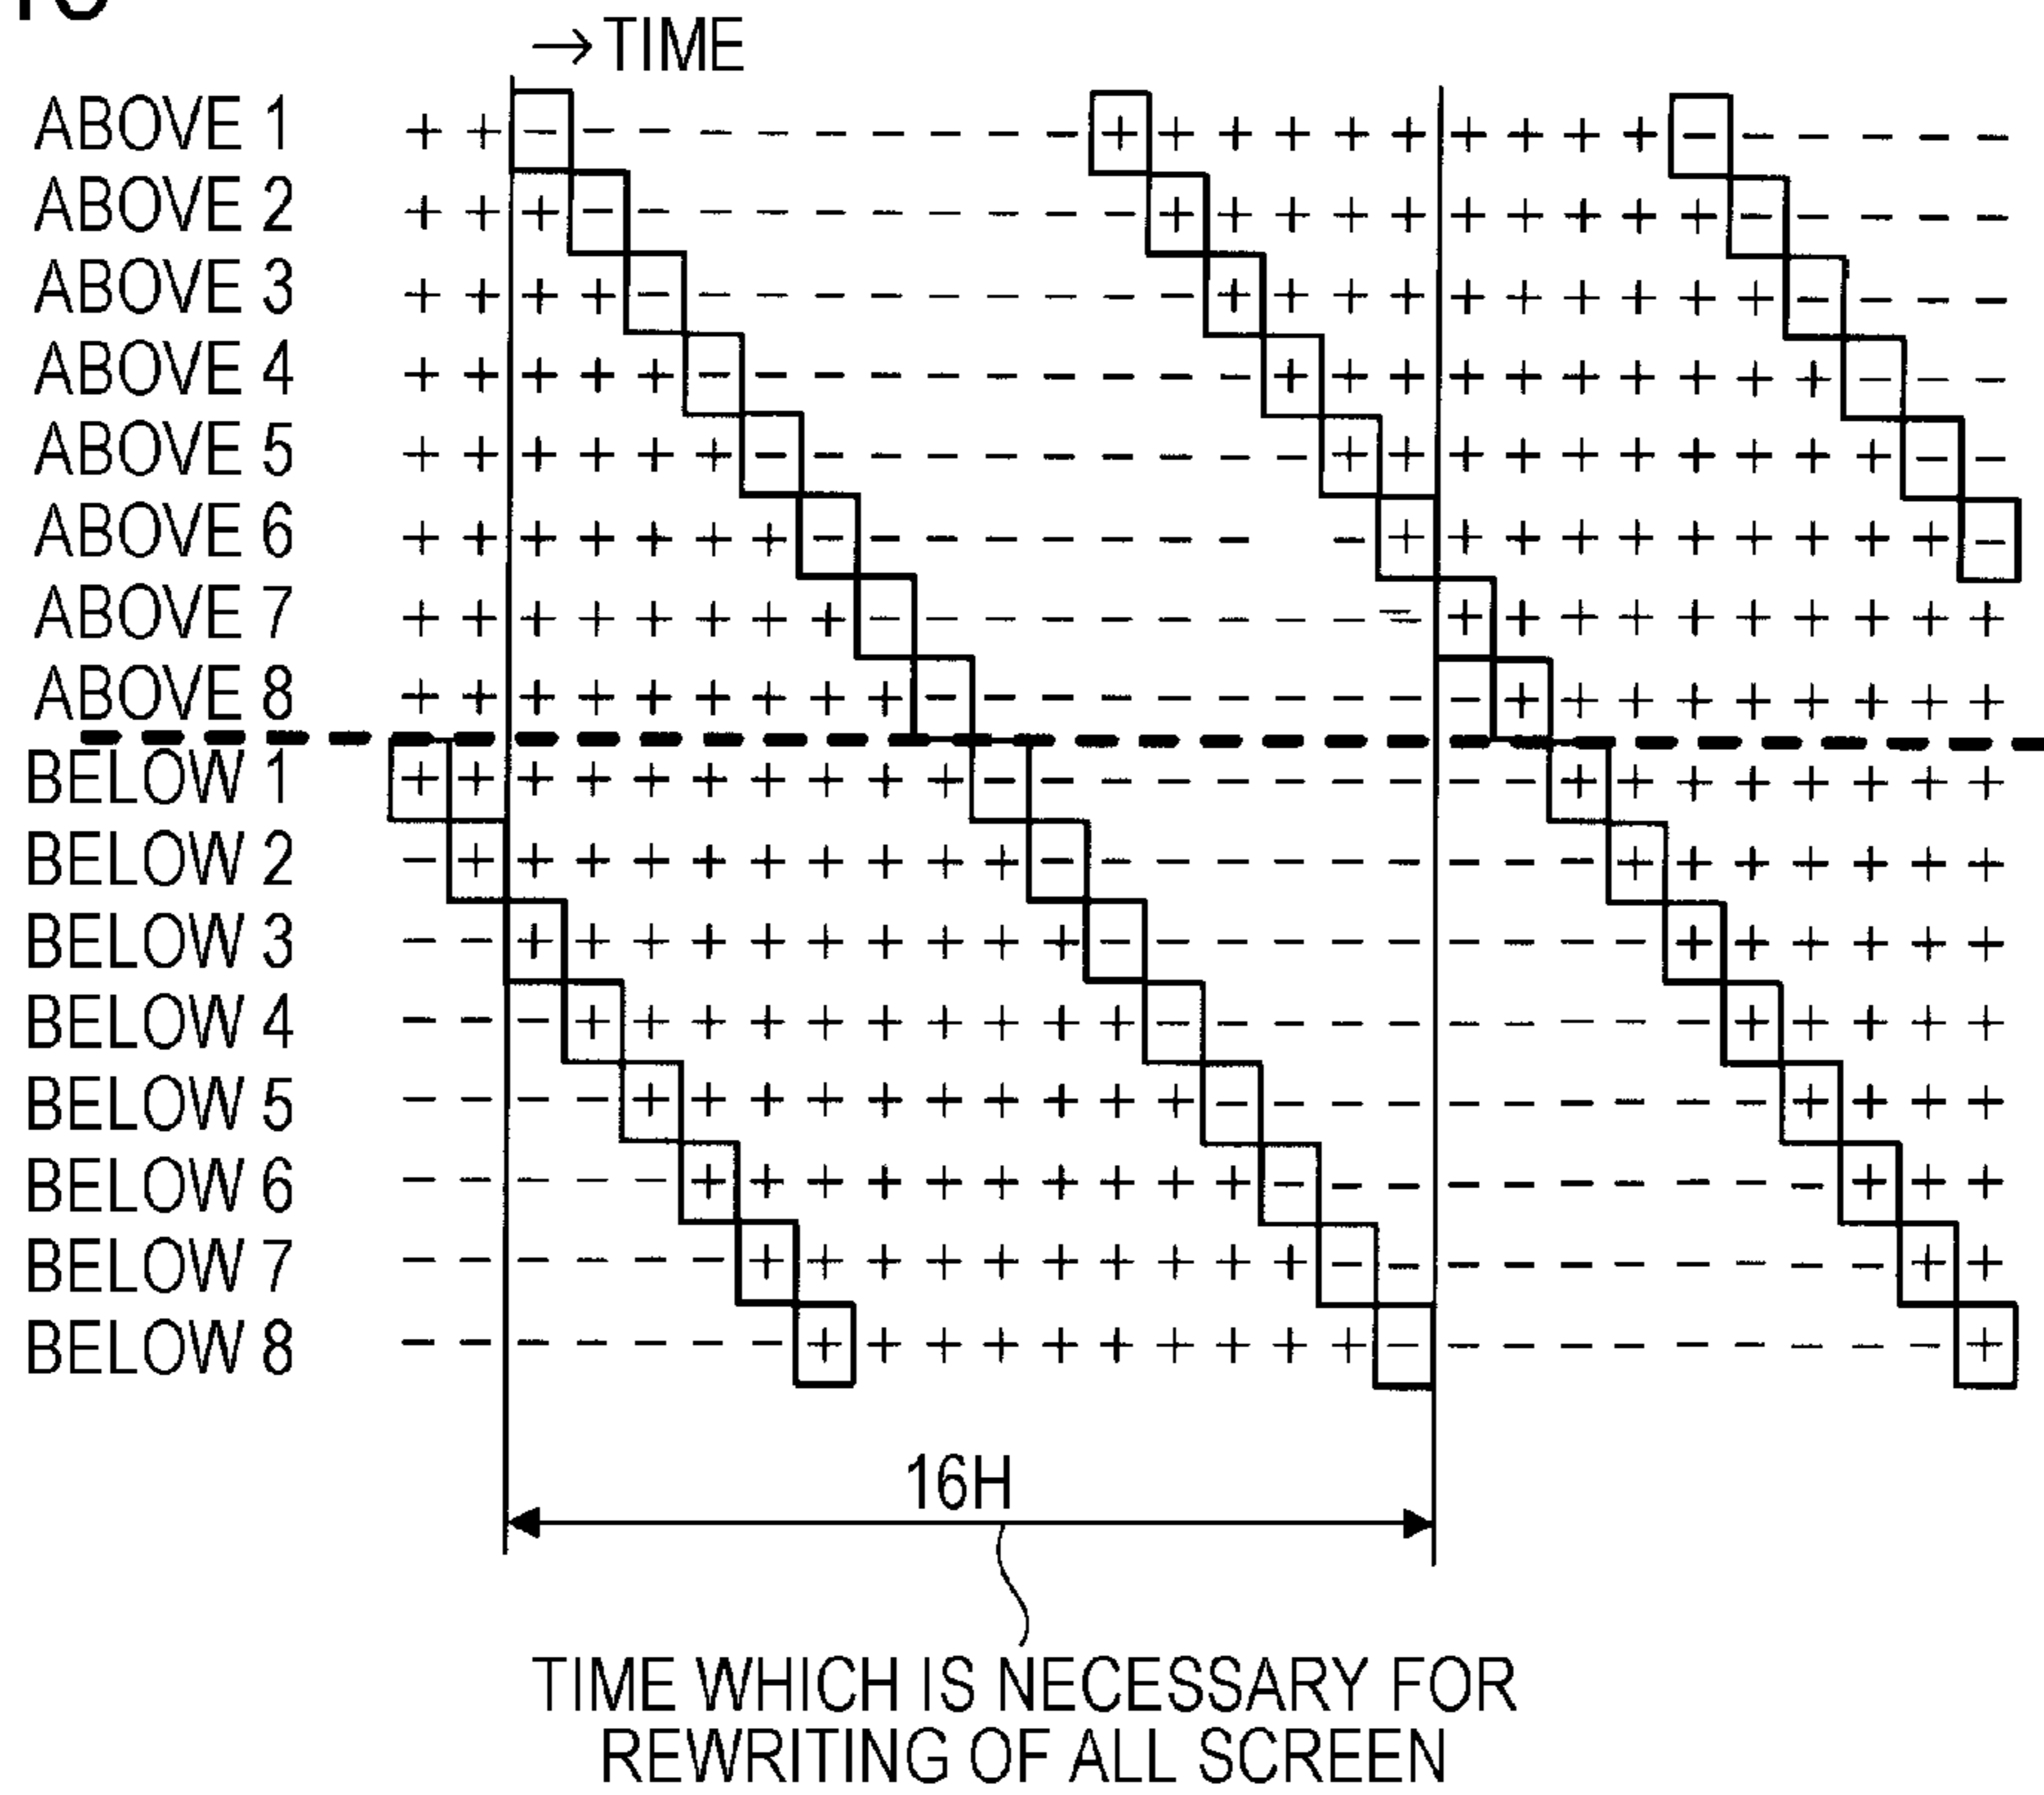 →TIME
ABOVE 1 + + − − − − − − − − − − + + + + + + + + + + − − − − − −
ABOVE 2 + + + − − − − − − − − − − + + + + + + + + + + − − − − −
ABOVE 3 + + + + − − − − − − − − − − + + + + + + + + + + − − − −
ABOVE 4 + + + + + − − − − − − − − − − + + + + + + + + + + − − −
ABOVE 5 + + + + + + − − − − − − − − − − + + + + + + + + + + − −
ABOVE 6 + + + + + + + − − − − − − − − − + + + + + + + + + + −
ABOVE 7 + + + + + + + + − − − − − − − − − − + + + + + + + + + +
ABOVE 8 + + + + + + + + + − − − − − − − − − − + + + + + + + + +
BELOW 1 + + + + + + + + + + − − − − − − − − − − + + + + + + + +
BELOW 2 − + + + + + + + + + + − − − − − − − − − − + + + + + + +
BELOW 3 − − + + + + + + + + + + − − − − − − − − − − + + + + + +
BELOW 4 − − − + + + + + + + + + + − − − − − − − − − − + + + + +
BELOW 5 − − − − + + + + + + + + + + − − − − − − − − − − + + + +
BELOW 6 − − − − − + + + + + + + + + + − − − − − − − − − − + + +
BELOW 7 − − − − − − + + + + + + + + + + − − − − − − − − − − + +
BELOW 8 − − − − − − − + + + + + + + + + + − − − − − − − − − − +
16H
TIME WHICH IS NECESSARY FOR
REWRITING OF ALL SCREEN